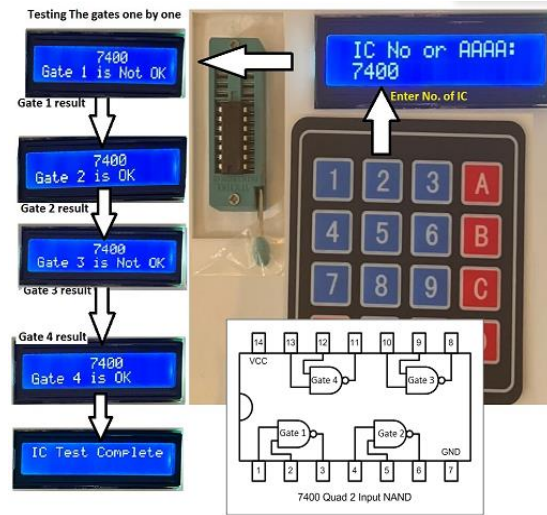 Testing The gates one by one
7400
Gate 1 is Not OK
Gate 1 result
7400
Gate 2 is OK
Gate 2 result
7400
Gate 3 is Not OK
Gate 3 result
Gate 4 result
7400
Gate 4 is OK
IC Test Complete
IC No or AAAA:
7400
Enter No. of IC
1 2 3 A
4 5 6 B
7 8 9 C
14 13 12 11 10 9 8
VCC
Gate 4 Gate 3
Gate 1 Gate 2
GND
1 2 3 4 5 6 7
7400 Quad 2 Input NAND